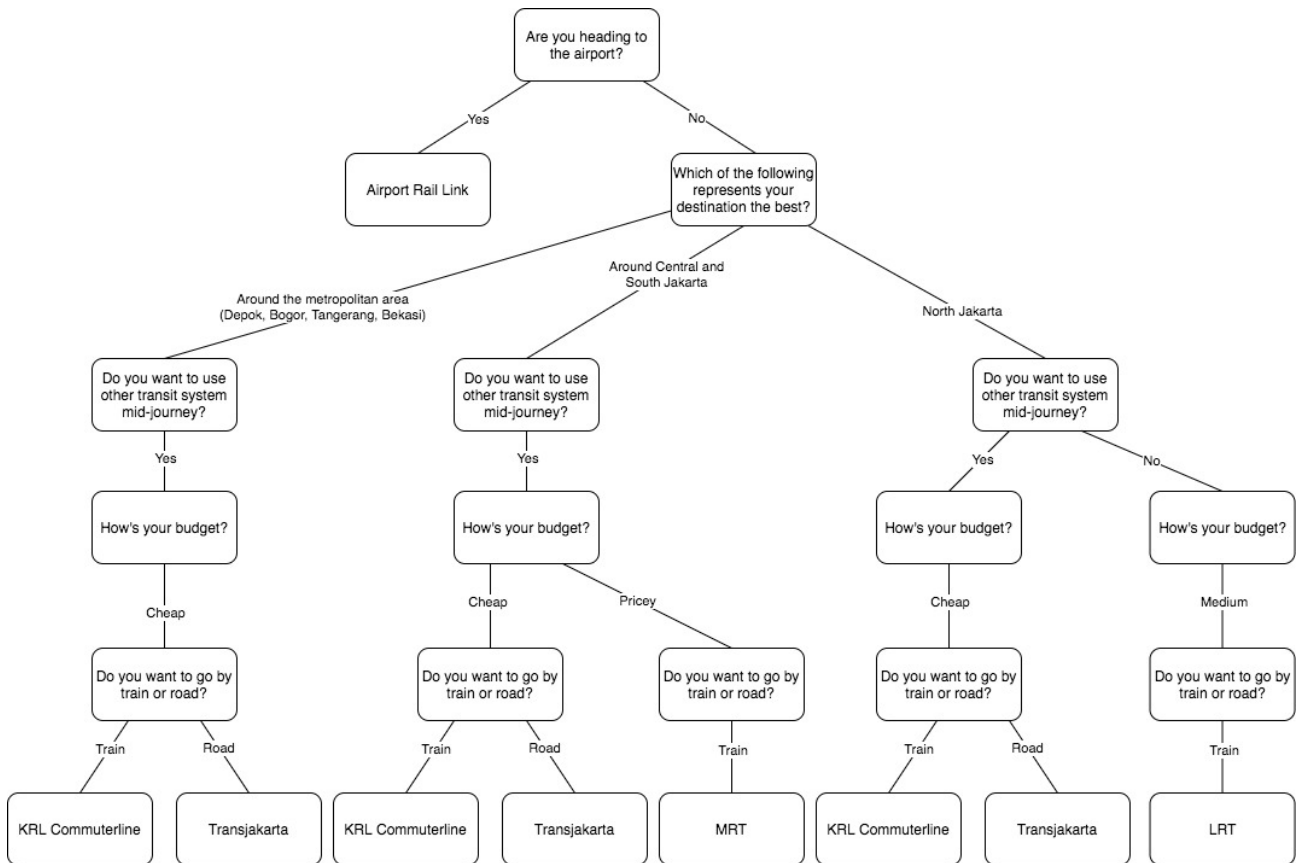 Are you heading to
the airport?
Yes
No
Airport Rail Link
Which of the following
represents your
destination the best?
Around the metropolitan area
(Depok, Bogor, Tangerang, Bekasi)
Around Central and
South Jakarta
North Jakarta
Do you want to use
other transit system
mid-journey?
Do you want to use
other transit system
mid-journey?
Do you want to use
other transit system
mid-journey?
Yes
Yes
Yes
No
How's your budget?
How's your budget?
How's your budget?
How's your budget?
Cheap
Cheap
Pricey
Cheap
Medium
Do you want to go by
train or road?
Do you want to go by
train or road?
Do you want to go by
train or road?
Do you want to go by
train or road?
Do you want to go by
train or road?
Train
Road
Train
Road
Train
Train
Road
Train
KRL Commuterline
Transjakarta
KRL Commuterline
Transjakarta
MRT
KRL Commuterline
Transjakarta
LRT